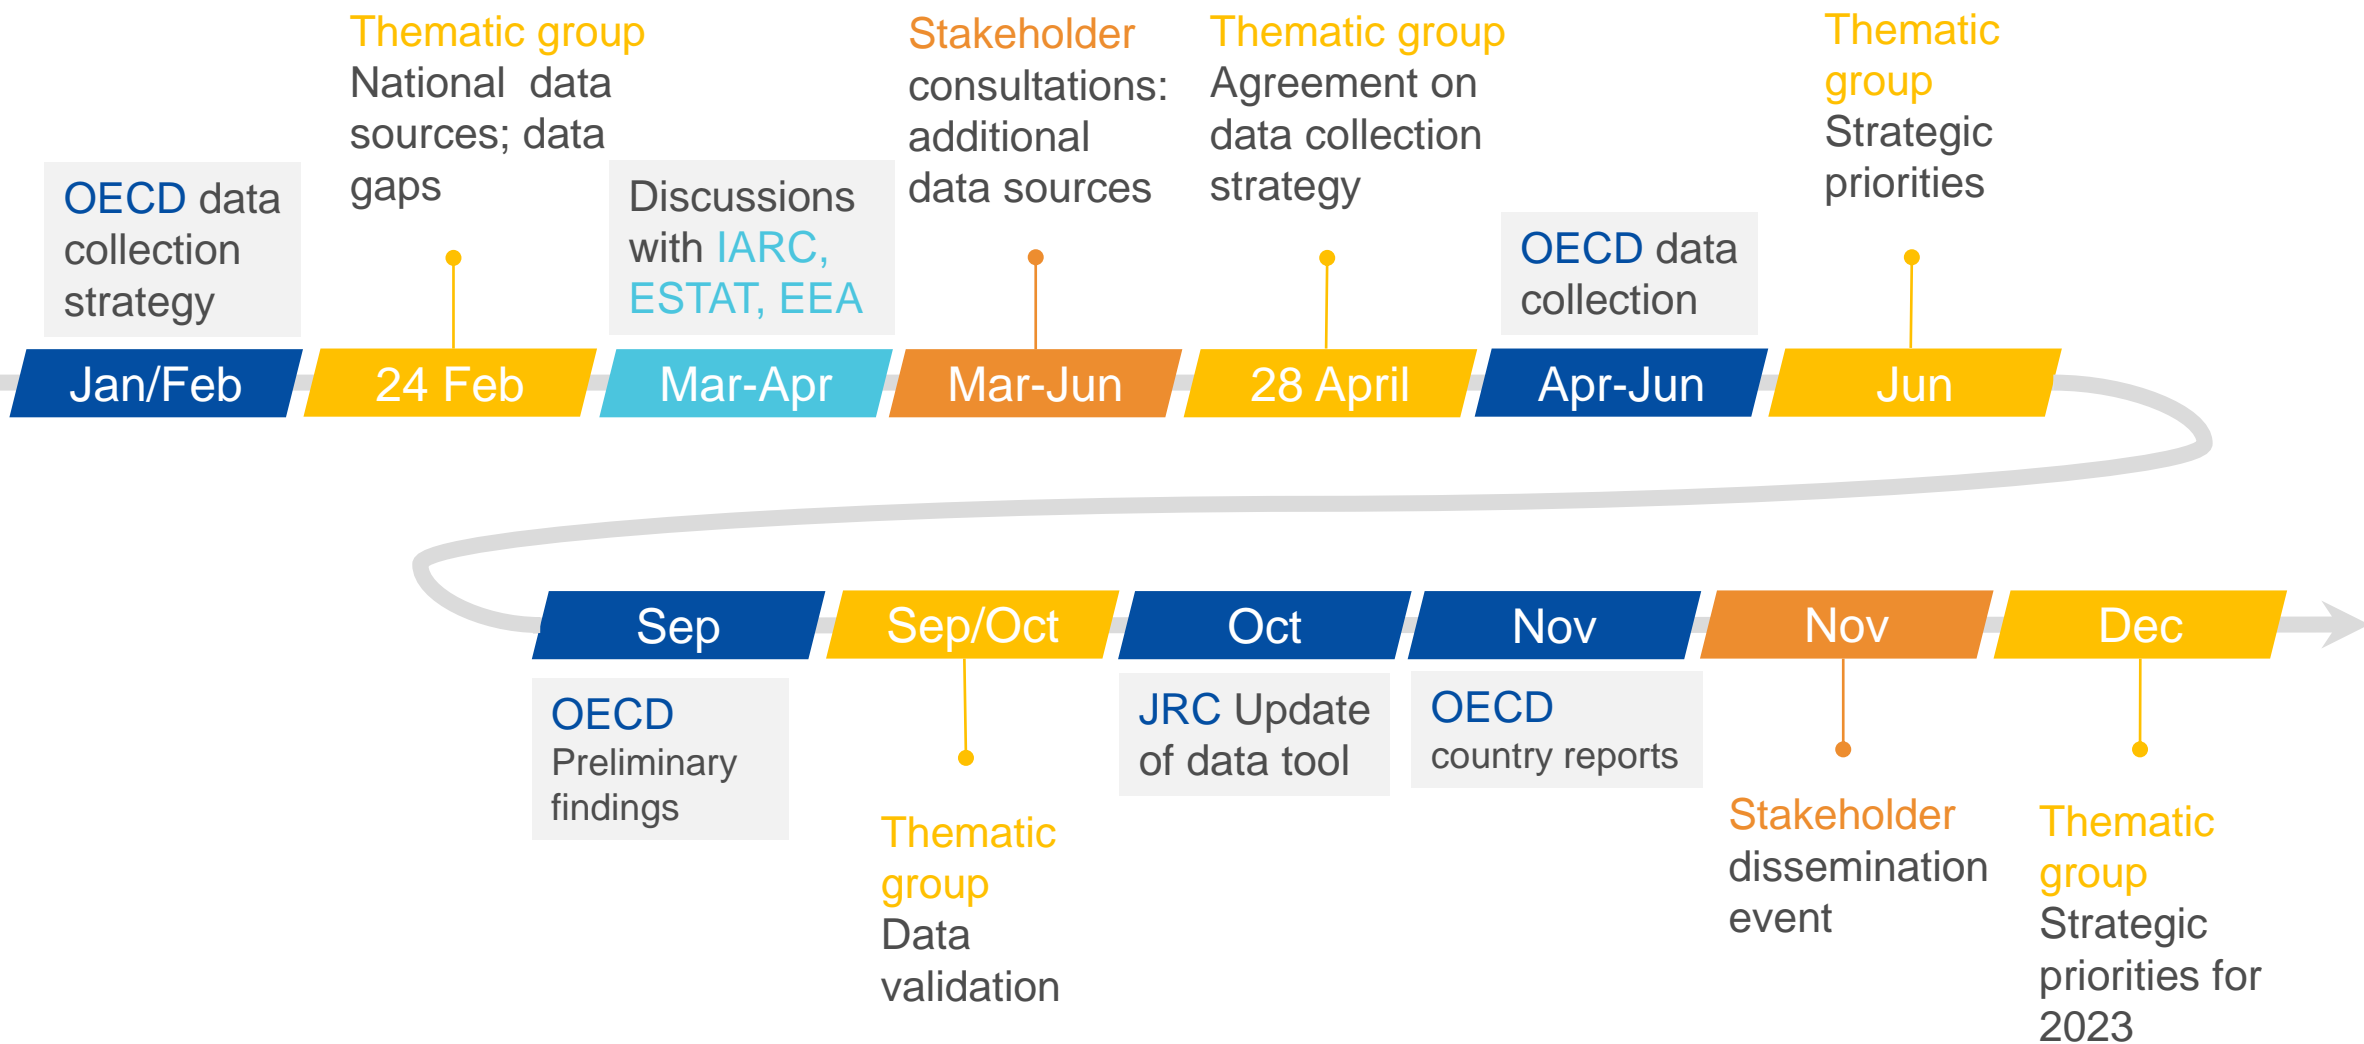 Thematic group
National data
sources; data
gaps
Stakeholder
consultations:
additional
data sources
Thematic group
Agreement on
data collection
strategy
Thematic
group
Strategic
priorities
OECD data
collection
strategy
Discussions
with IARC,
ESTAT, EEA
OECD data
collection
Jan/Feb
24 Feb
Mar-Apr
Mar-Jun
28 April
Apr-Jun
Jun
Sep
Sep/Oct
Oct
Nov
Nov
Dec
OECD
Preliminary
findings
Thematic
group
Data
validation
JRC Update
of data tool
OECD
country reports
Stakeholder
dissemination
event
Thematic
group
Strategic
priorities for
2023